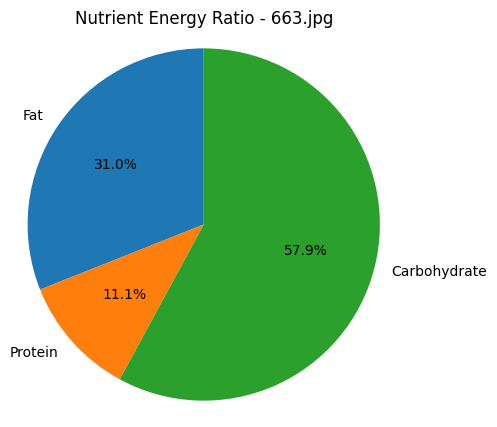 Nutrient Energy Ratio - 663.jpg
Fat
31.0%
57.9%
Carbohydrate
11.1%
Protein